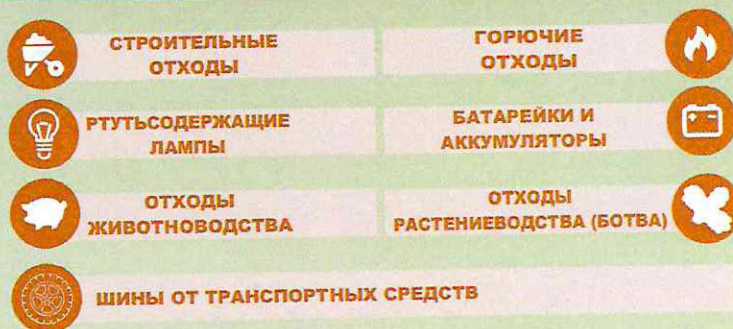 СТРОИТЕЛЬНЫЕ
ОТХОДЫ
ГОРЮЧИЕ
ОТХОДЫ
РТУТЬСОДЕРЖАЩИЕ
ЛАМПЫ
БАТАРЕЙКИ И
АККУМУЛЯТОРЫ
ОТХОДЫ
ЖИВОТНОВОДСТВА
ОТХОДЫ
РАСТЕНИЕВОДСТВА (БОТВА)
ШИНЫ ОТ ТРАНСПОРТНЫХ СРЕДСТВ